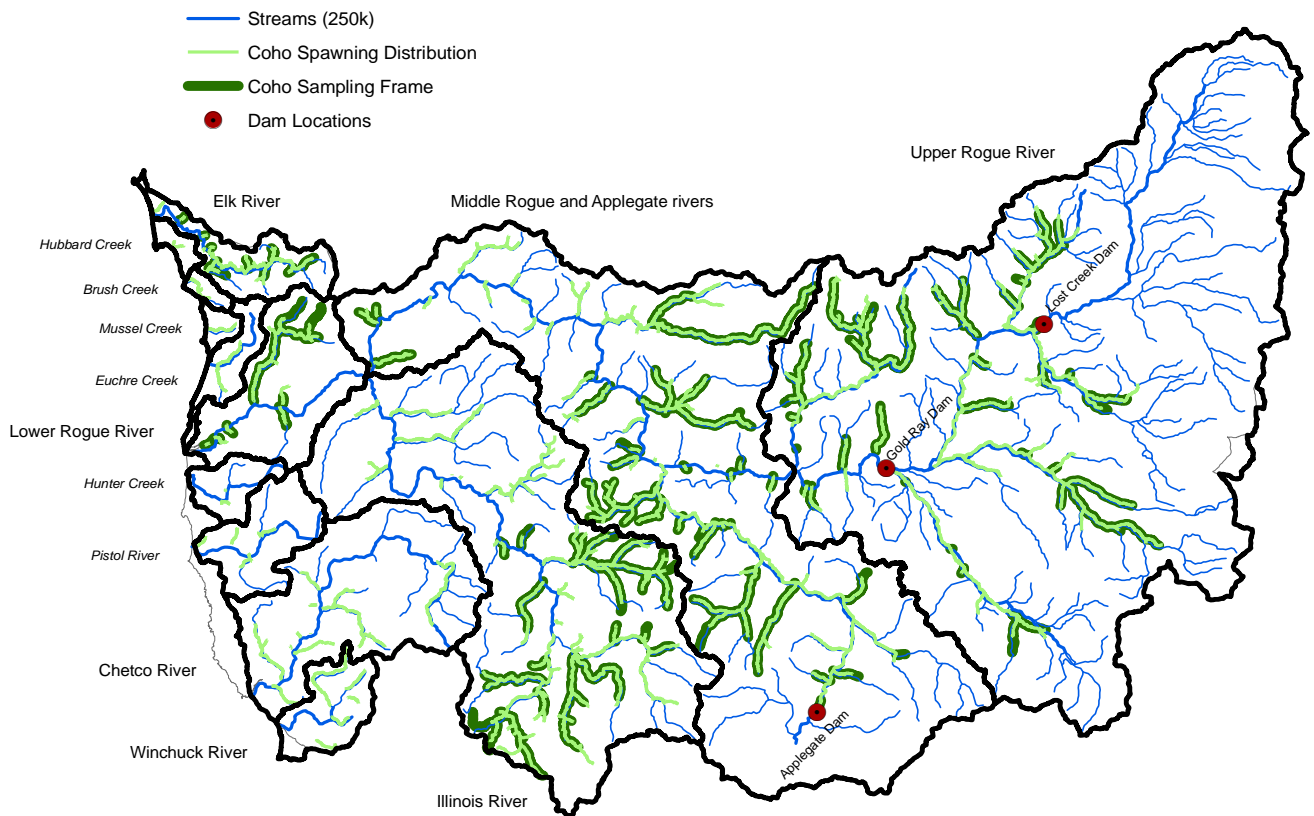 Streams (250k)
Coho Spawning Distribution
Coho Sampling Frame
Dam Locations
Upper Rogue River
Elk River
Middle Rogue and Applegate rivers
Hubbard Creek
Brush Creek
Mussel Creek
Euchre Creek
Lower Rogue River
Hunter Creek
Pistol River
Chetco River
Winchuck River
Illinois River
Lost Creek Dam
Gold Ray Dam
Applegate Dam